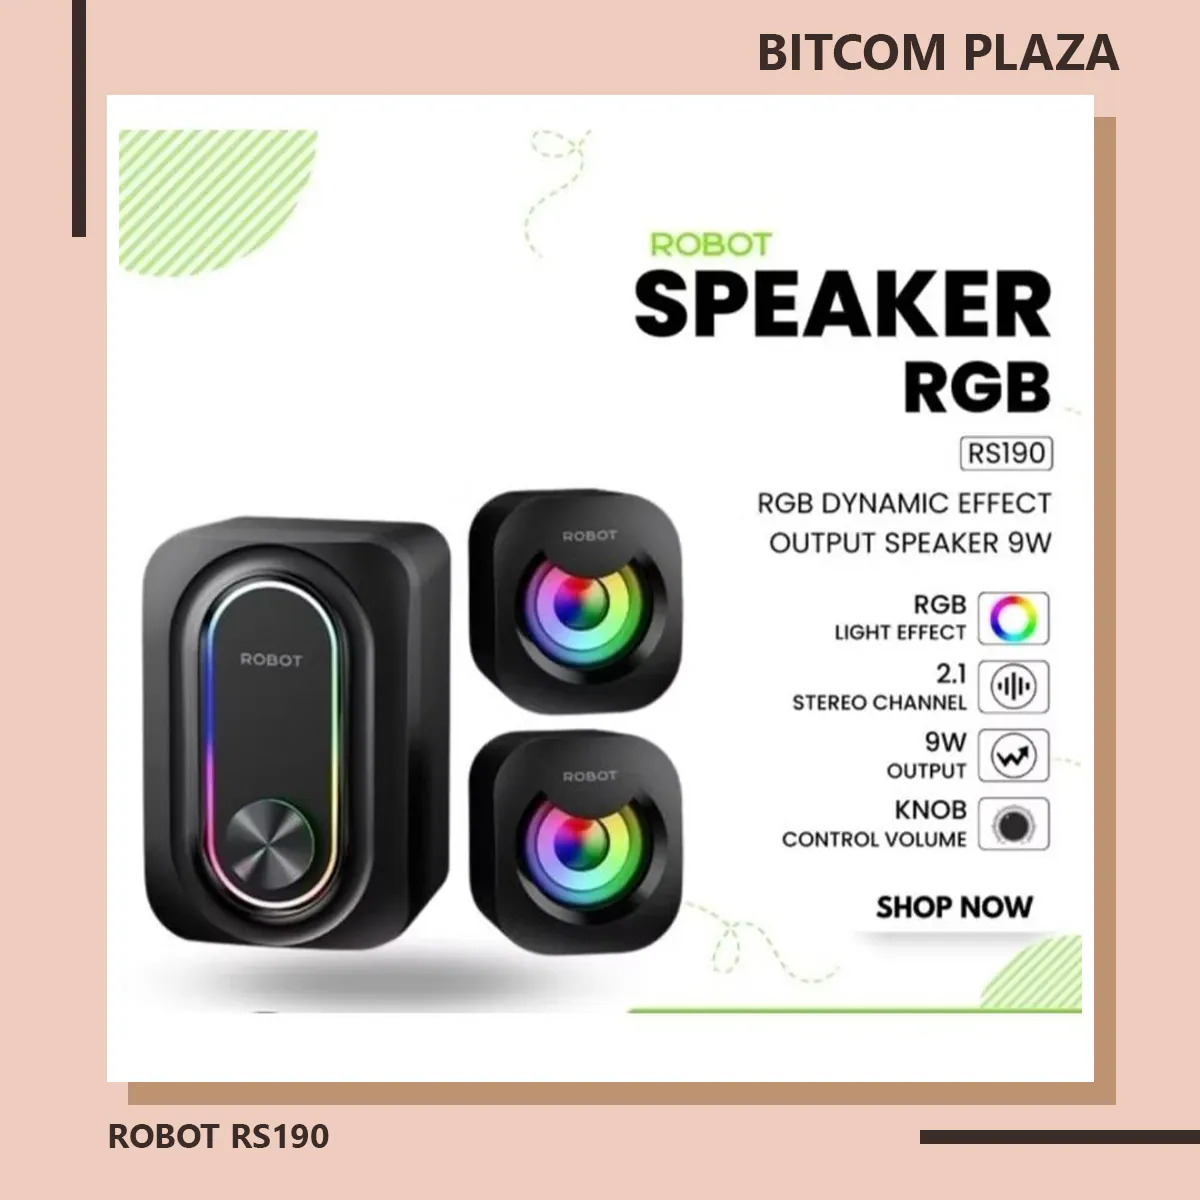 BITCOM PLAZA
ROBOT
SPEAKER
RGB
RS190
RGB DYNAMIC EFFECT
OUTPUT SPEAKER 9W
RGB
LIGHT EFFECT
2.1
STEREO CHANNEL
9W
OUTPUT
KNOB
CONTROL VOLUME
SHOP NOW
ROBOT
ROBOT
ROBOT
ROBOT RS190